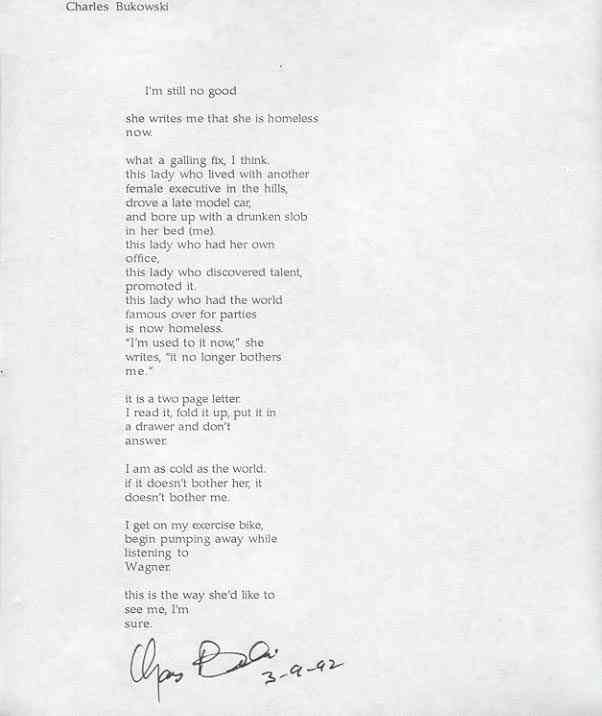 Charles Bukowski
I'm still no good
she writes me that she is homeless
now.
what a galling fix, I think.
this lady who lived with another
female executive in the hills,
drove a late model car,
and bore up with a drunken slob
in her bed (me).
this lady who had her own
office,
this lady who discovered talent,
promoted it.
this lady who had the world
famous over for parties
is now homeless.
"I'm used to it now," she
writes, "it no longer bothers
me."
it is a two page letter.
I read it, fold it up, put it in
a drawer and don't
answer.
I am as cold as the world.
if it doesn't bother her, it
doesn't bother me.
I get on my exercise bike,
begin pumping away while
listening to
Wagner.
this is the way she'd like to
see me, I'm
sure.
3-9-92